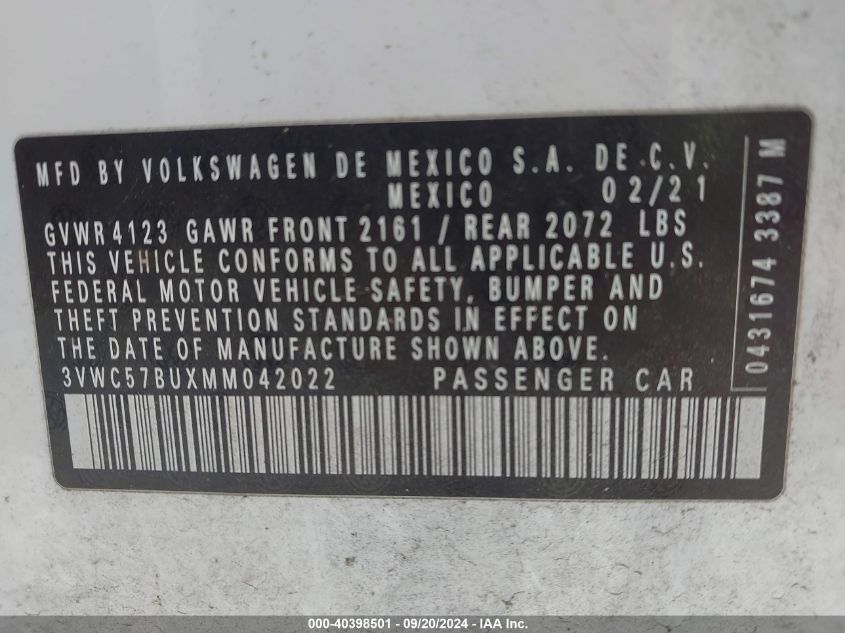 MFD BY VOLKSWAGEN DE MEXICO S.A. DE C.V.
MEXICO 02/21
GVWR 4123 GAWR FRONT 2161 / REAR 2072 LBS
THIS VEHICLE CONFORMS TO ALL APPLICABLE U.S.
FEDERAL MOTOR VEHICLE SAFETY, BUMPER AND
THEFT PREVENTION STANDARDS IN EFFECT ON
THE DATE OF MANUFACTURE SHOWN ABOVE.
3VWC57BUXMM042022 PASSENGER CAR
0431674 3387 M
000-40398501 - 09/20/2024 - IAA Inc.